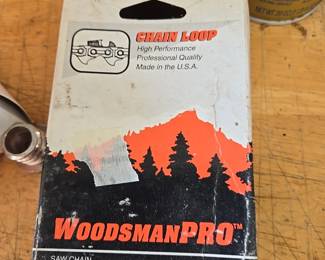 CHAIN LOOP
High Performance
Professional Quality
Made in the U.S.A.
WOODSMANPRO™
SAW CHAIN